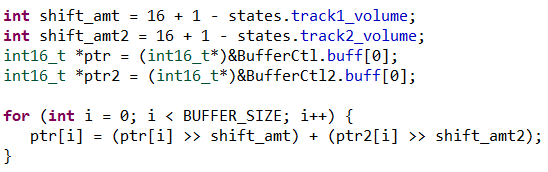 int shift_amt = 16 + 1 - states.track1_volume;
int shift_amt2 = 16 + 1 - states.track2_volume;
int16_t *ptr = (int16_t*)&BufferCtl.buff[0];
int16_t *ptr2 = (int16_t*)&BufferCtl2.buff[0];

for (int i = 0; i < BUFFER_SIZE; i++) {
   ptr[i] = (ptr[i] >> shift_amt) + (ptr2[i] >> shift_amt2);
}